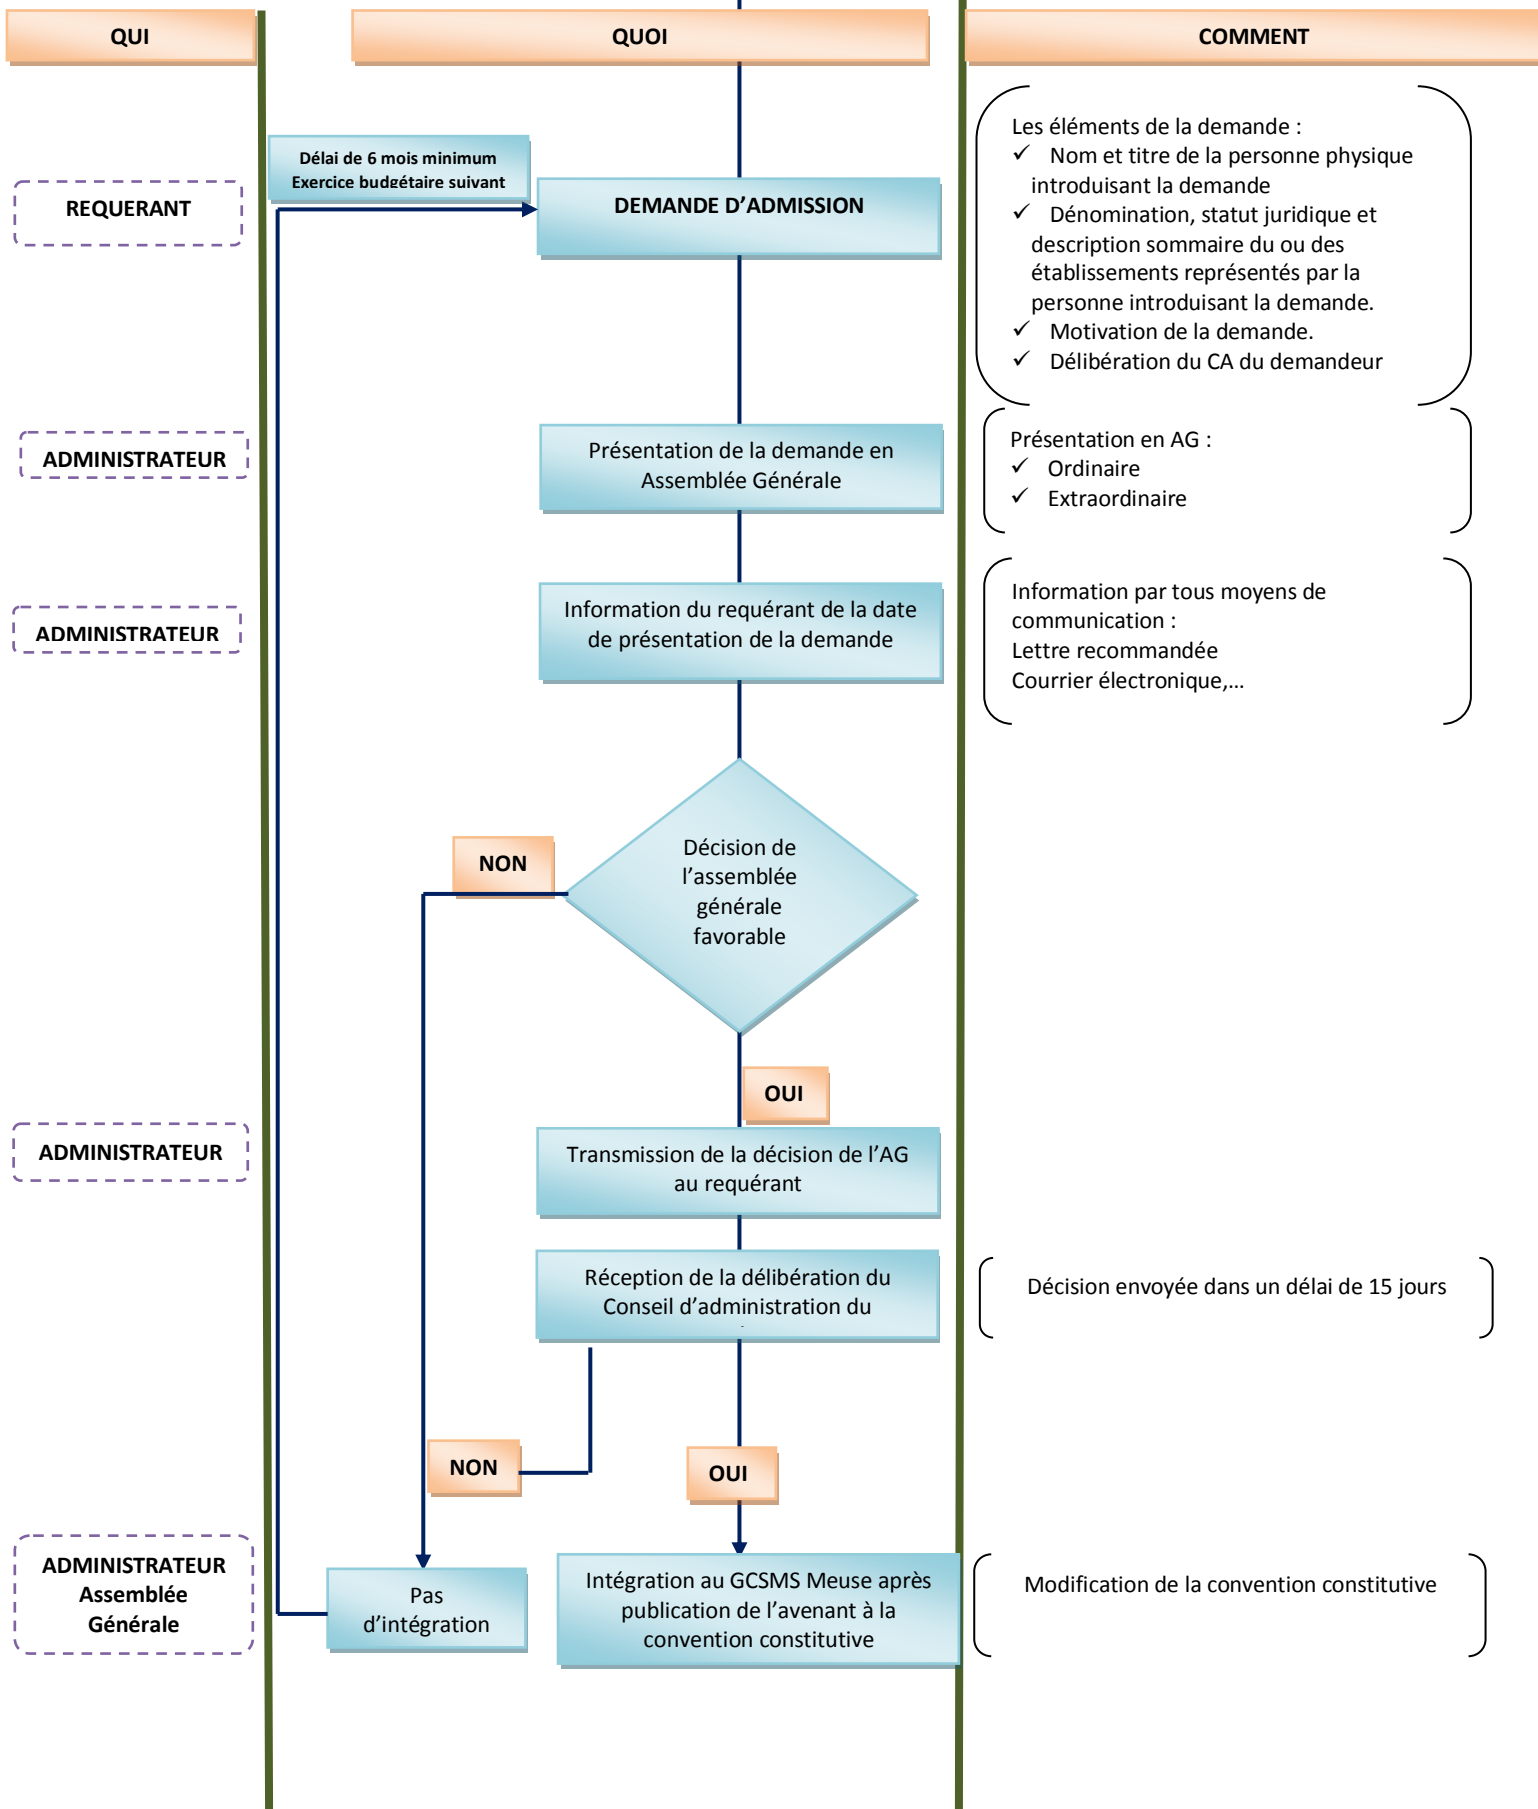 QUI
QUOI
COMMENT
Délai de 6 mois minimum
Exercice budgétaire suivant
REQUERANT
DEMANDE D’ADMISSION
Les éléments de la demande :
✓ Nom et titre de la personne physique
introduisant la demande
✓ Dénomination, statut juridique et
description sommaire du ou des
établissements représentés par la
personne introduisant la demande.
✓ Motivation de la demande.
✓ Délibération du CA du demandeur
ADMINISTRATEUR
Présentation de la demande en
Assemblée Générale
Présentation en AG :
✓ Ordinaire
✓ Extraordinaire
ADMINISTRATEUR
Information du requérant de la date
de présentation de la demande
Information par tous moyens de
communication :
Lettre recommandée
Courrier électronique,…
NON
Décision de
l’assemblée
générale
favorable
OUI
ADMINISTRATEUR
Transmission de la décision de l’AG
au requérant
Réception de la délibération du
Conseil d’administration du
Décision envoyée dans un délai de 15 jours
NON
OUI
ADMINISTRATEUR
Assemblée
Générale
Pas
d’intégration
Intégration au GCSMS Meuse après
publication de l’avenant à la
convention constitutive
Modification de la convention constitutive